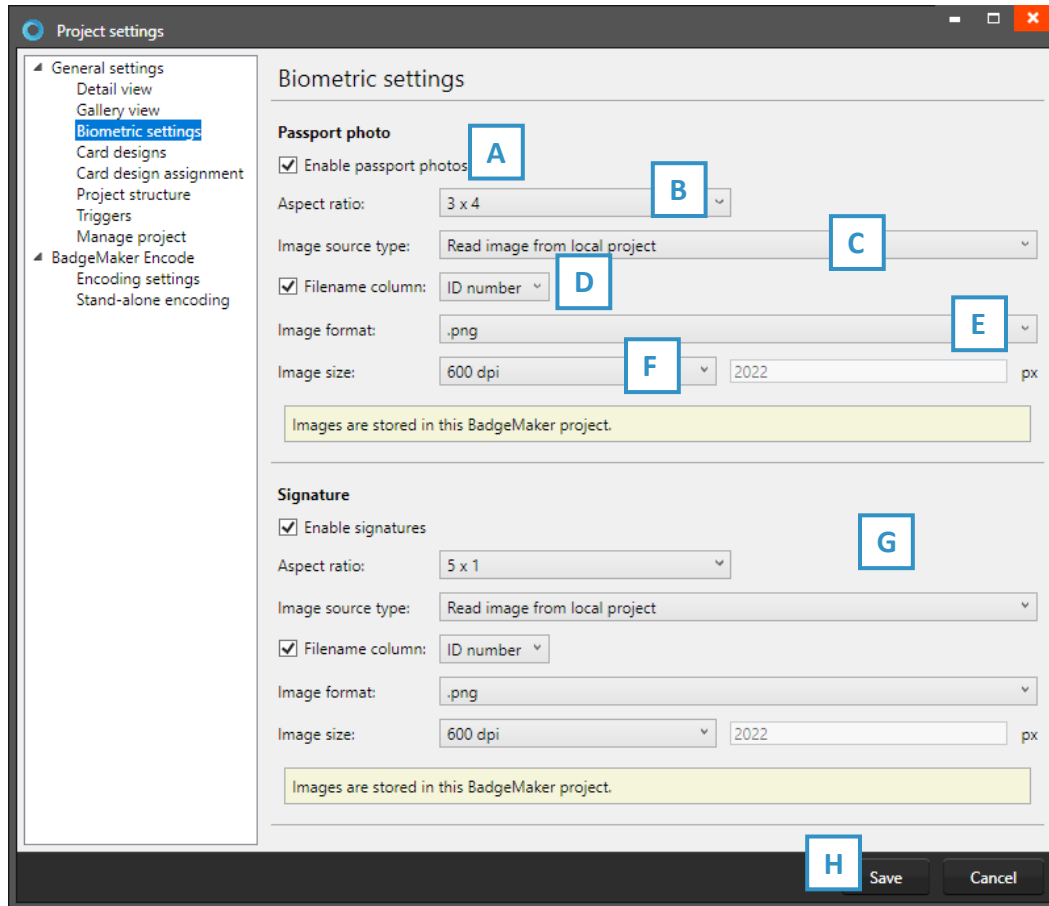 Project settings
General settings
Detail view
Gallery view
Biometric settings
Card designs
Card design assignment
Project structure
Triggers
Manage project
BadgeMaker Encode
Encoding settings
Stand-alone encoding
Biometric settings
Passport photo
Enable passport photos A
Aspect ratio: 3 x 4 B
Image source type: Read image from local project C
Filename column: ID number D
Image format: .png E
Image size: 600 dpi F 2022 px
Images are stored in this BadgeMaker project.
Signature
Enable signatures
G
Aspect ratio: 5 x 1
Image source type: Read image from local project
Filename column: ID number
Image format: .png
Image size: 600 dpi 2022 px
Images are stored in this BadgeMaker project.
H Save Cancel